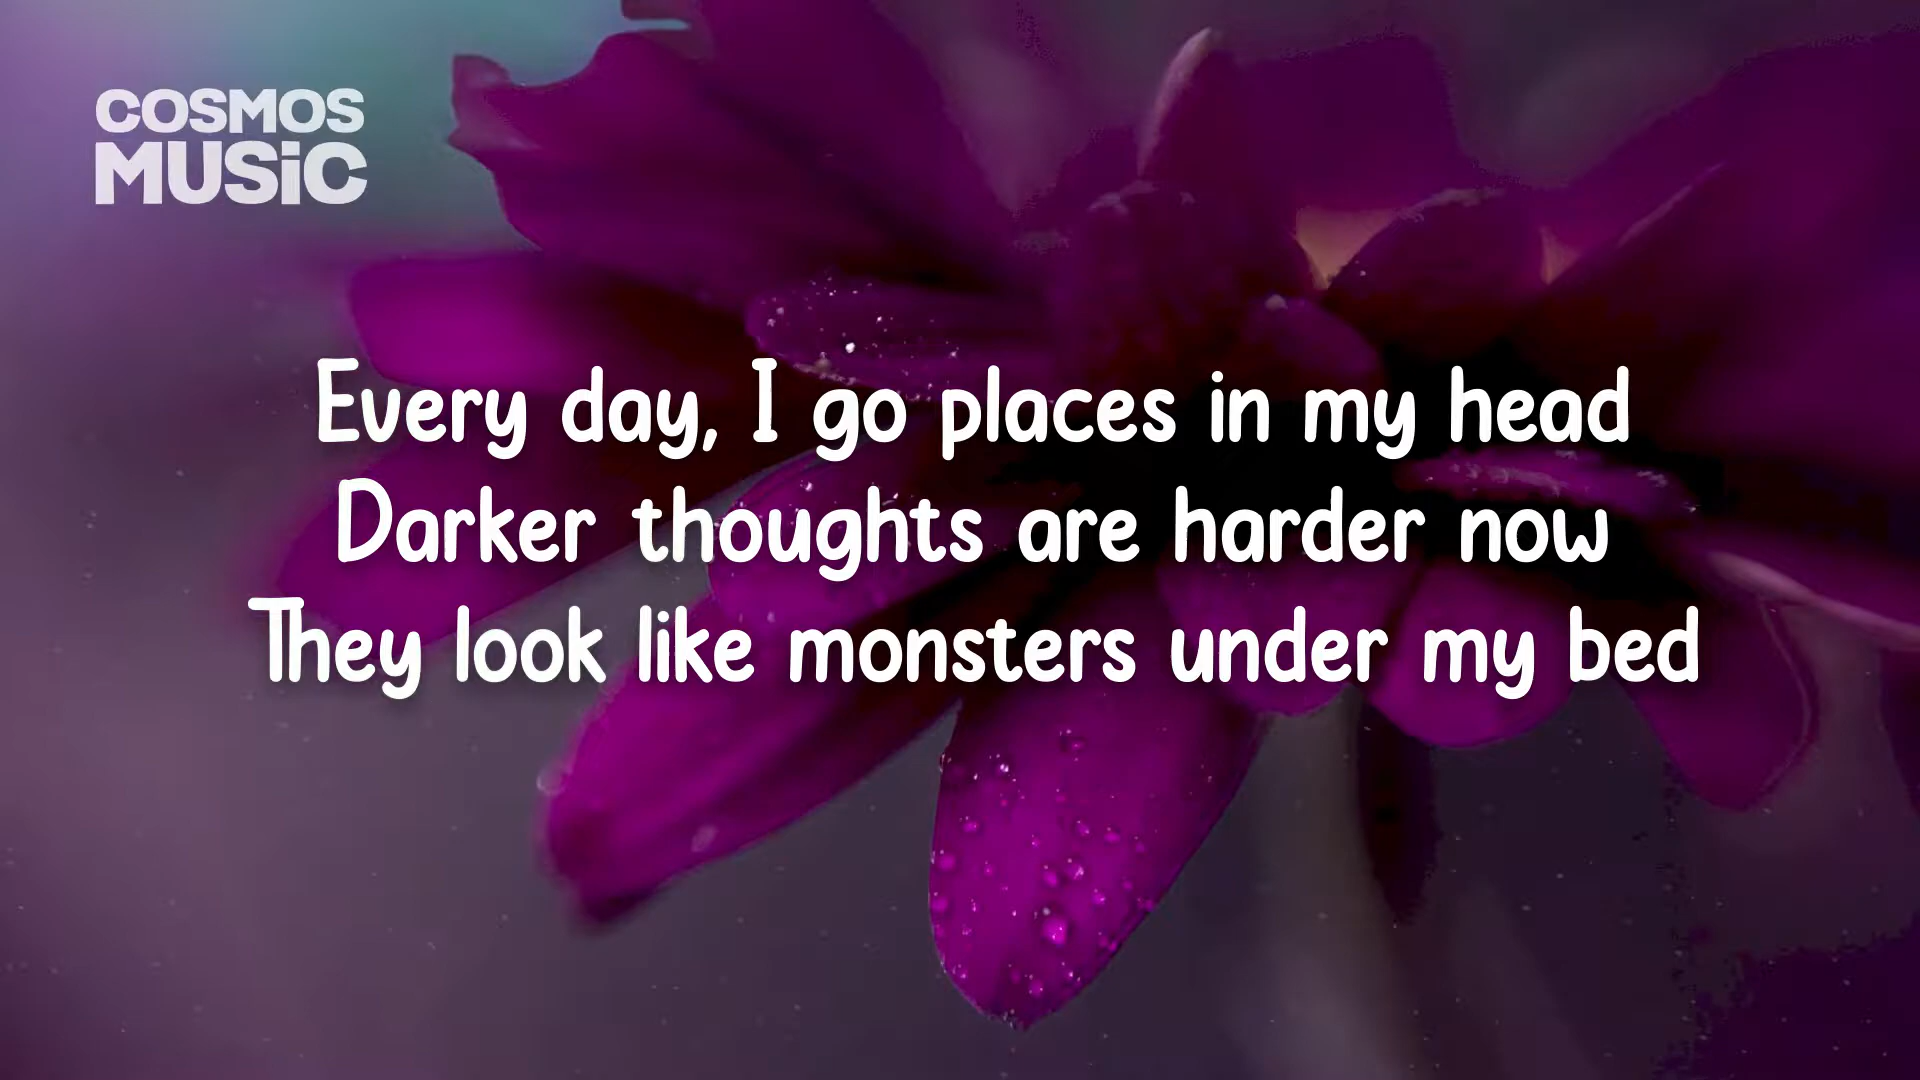 COSMOS
MUSiC
Every day, I go places in my head
Darker thoughts are harder now
They look like monsters under my bed